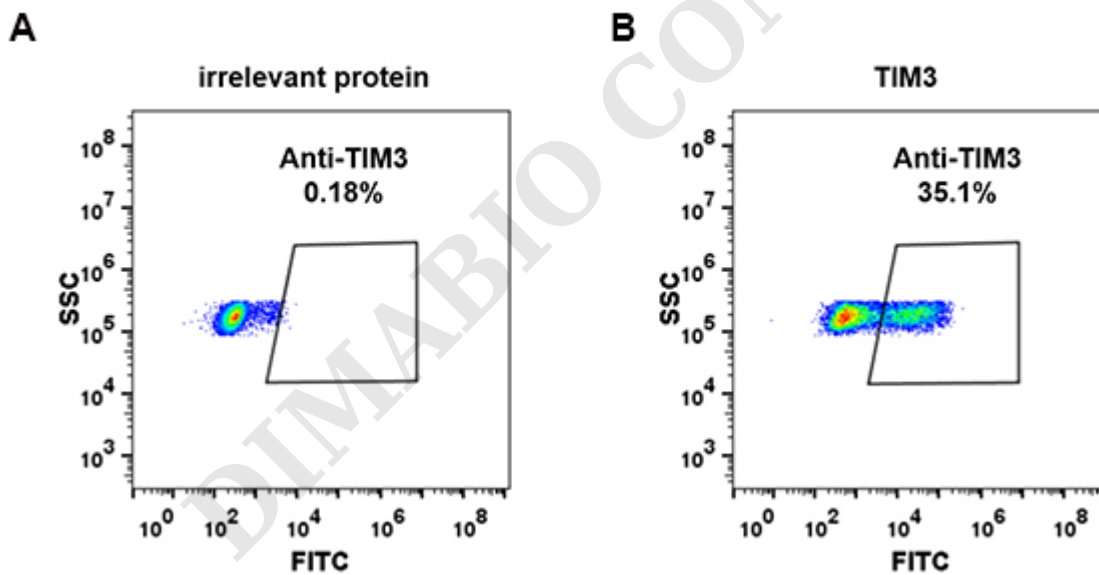 A
irrelevant protein
Anti-TIM3
0.18%
10^8
10^7
10^6
10^5
10^4
10^3
SSC
10^0 10^2 10^4 10^6 10^8
FITC
B
TIM3
Anti-TIM3
35.1%
10^8
10^7
10^6
10^5
10^4
10^3
SSC
10^0 10^2 10^4 10^6 10^8
FITC
DIMABIO